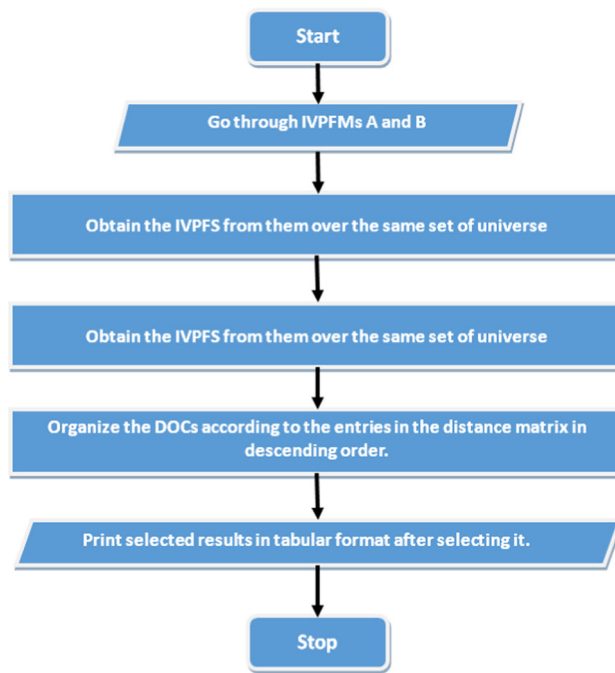 Start
Go through IVPFMs A and B
Obtain the IVPFS from them over the same set of universe
Obtain the IVPFS from them over the same set of universe
Organize the DOCs according to the entries in the distance matrix in
descending order.
Print selected results in tabular format after selecting it.
Stop